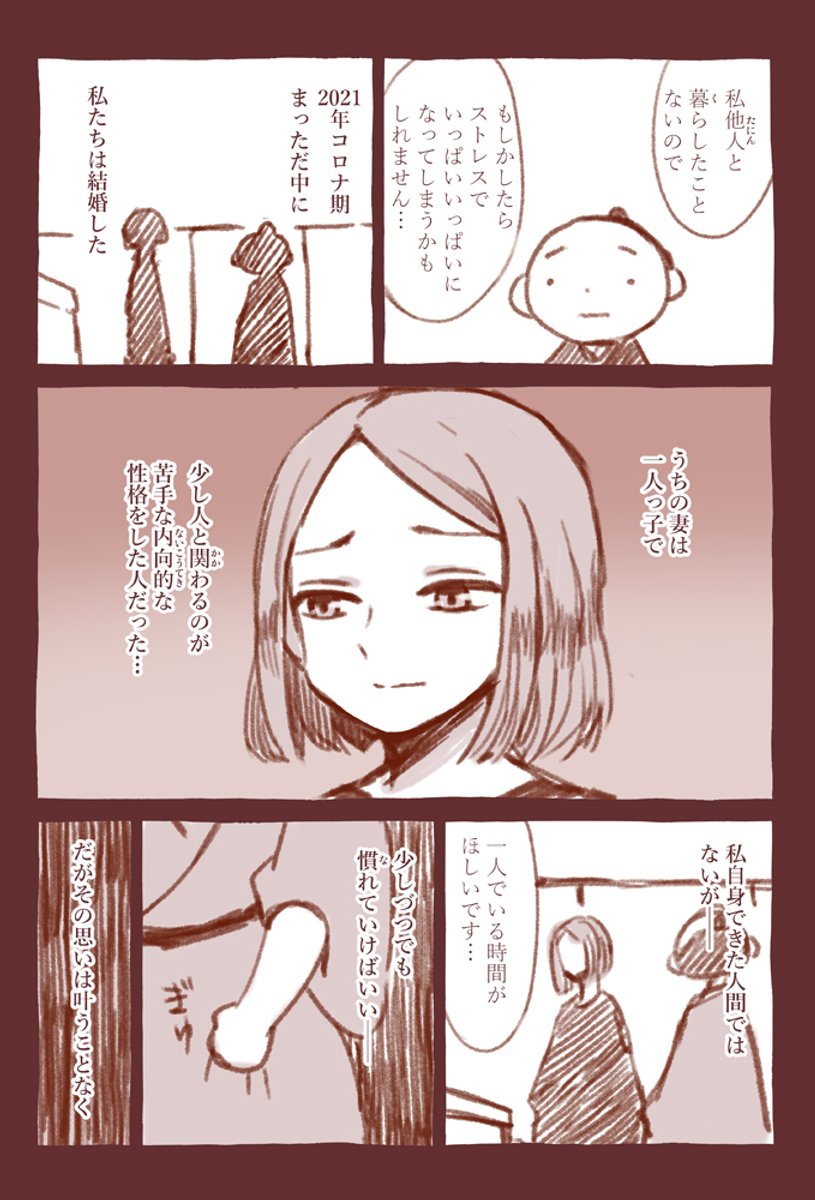 私他人と
暮らしたこと
ないので
もしかしたら
ストレスで
いっぱいいっぱいに
なってしまうかも
しれません…
2021年コロナ期
まっただ中に
私たちは結婚した
うちの妻は
一人っ子で
少し人と関わるのが
苦手な内向的な
性格をした人だった…
私自身できた人間では
ないが──
一人でいる時間が
ほしいです…
少しづつでも
慣れていけばいい──
ぎゅ
だがその思いは叶うことなく